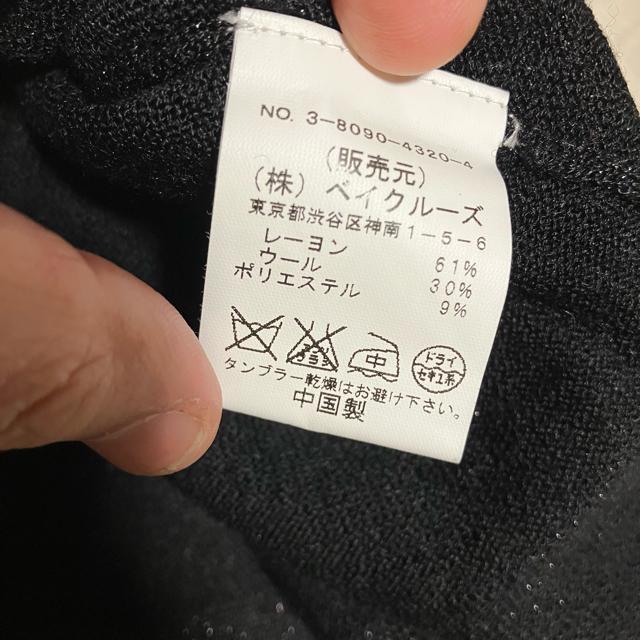 NO. 3-8090-4320-4
(販売元)
(株) ベイクルーズ
東京都渋谷区神南1-5-6
レーヨン 61%
ウール 30%
ポリエステル 9%
中 ドライ セキユ系
タンブラー乾燥はお避け下さい。
中国製